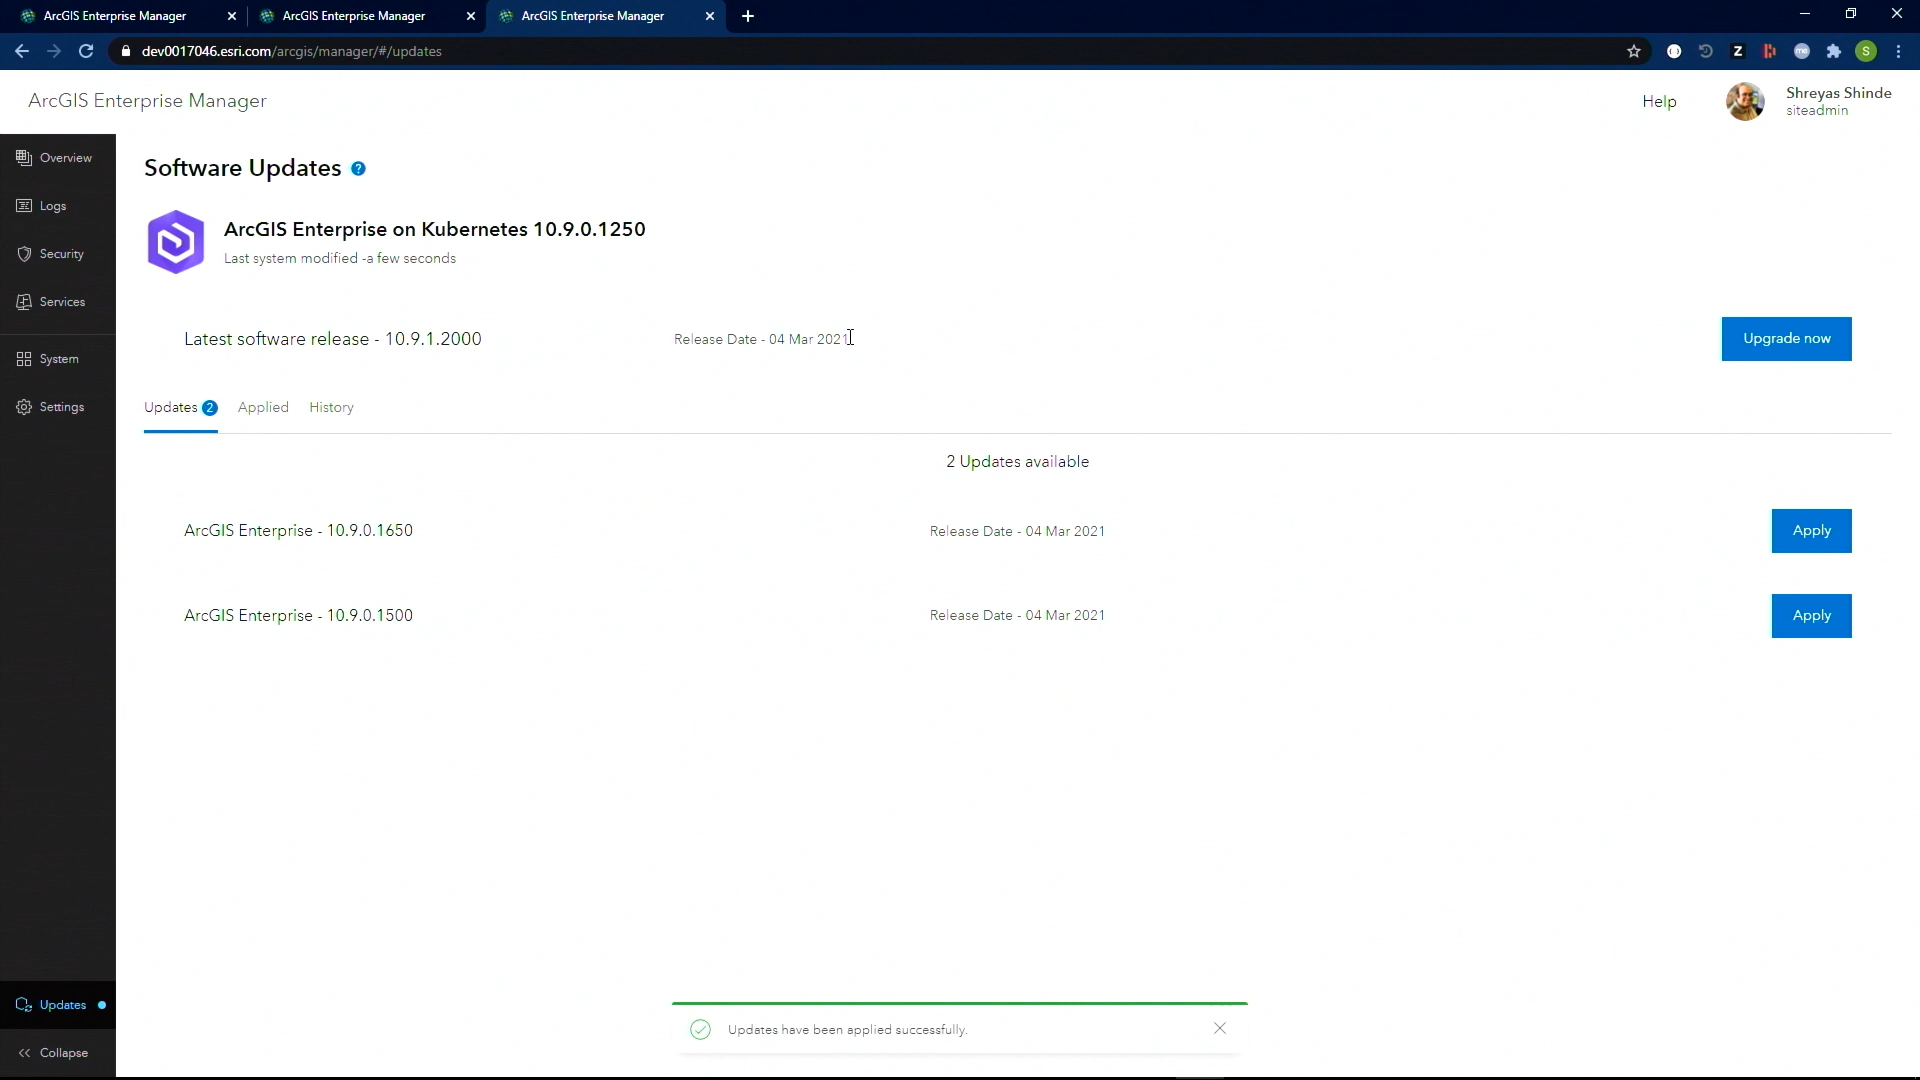 ArcGIS Enterprise Manager
ArcGIS Enterprise Manager
ArcGIS Enterprise Manager
dev0017046.esri.com/arcgis/manager/#/updates
Z
me
S
ArcGIS Enterprise Manager
Help
Shreyas Shinde
siteadmin
Overview
Logs
Security
Services
System
Settings
Updates
Collapse
Software Updates ?
ArcGIS Enterprise on Kubernetes 10.9.0.1250
Last system modified -a few seconds
Latest software release - 10.9.1.2000
Release Date - 04 Mar 2021
Upgrade now
Updates 2
Applied
History
2 Updates available
ArcGIS Enterprise - 10.9.0.1650
Release Date - 04 Mar 2021
Apply
ArcGIS Enterprise - 10.9.0.1500
Release Date - 04 Mar 2021
Apply
Updates have been applied successfully.